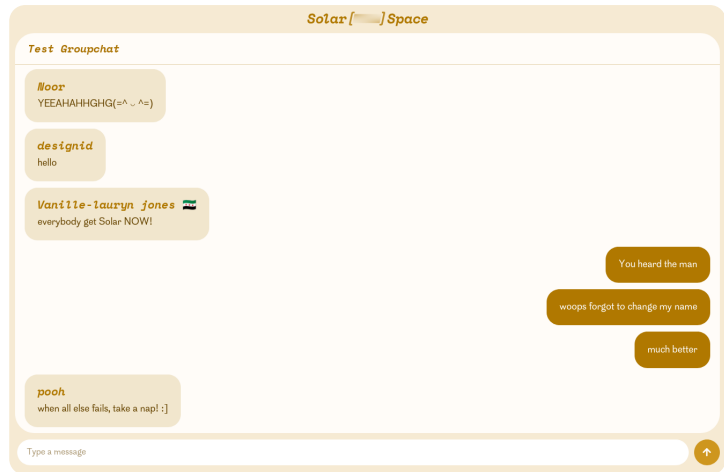 Solar[]Space
Test Groupchat
Noor
YEEAHAHHGHG(=^ ᴗ ^=)
designid
hello
Vanille-lauryn jones
everybody get Solar NOW!
You heard the man
woops forgot to change my name
much better
pooh
when all else fails, take a nap! :]
Type a message